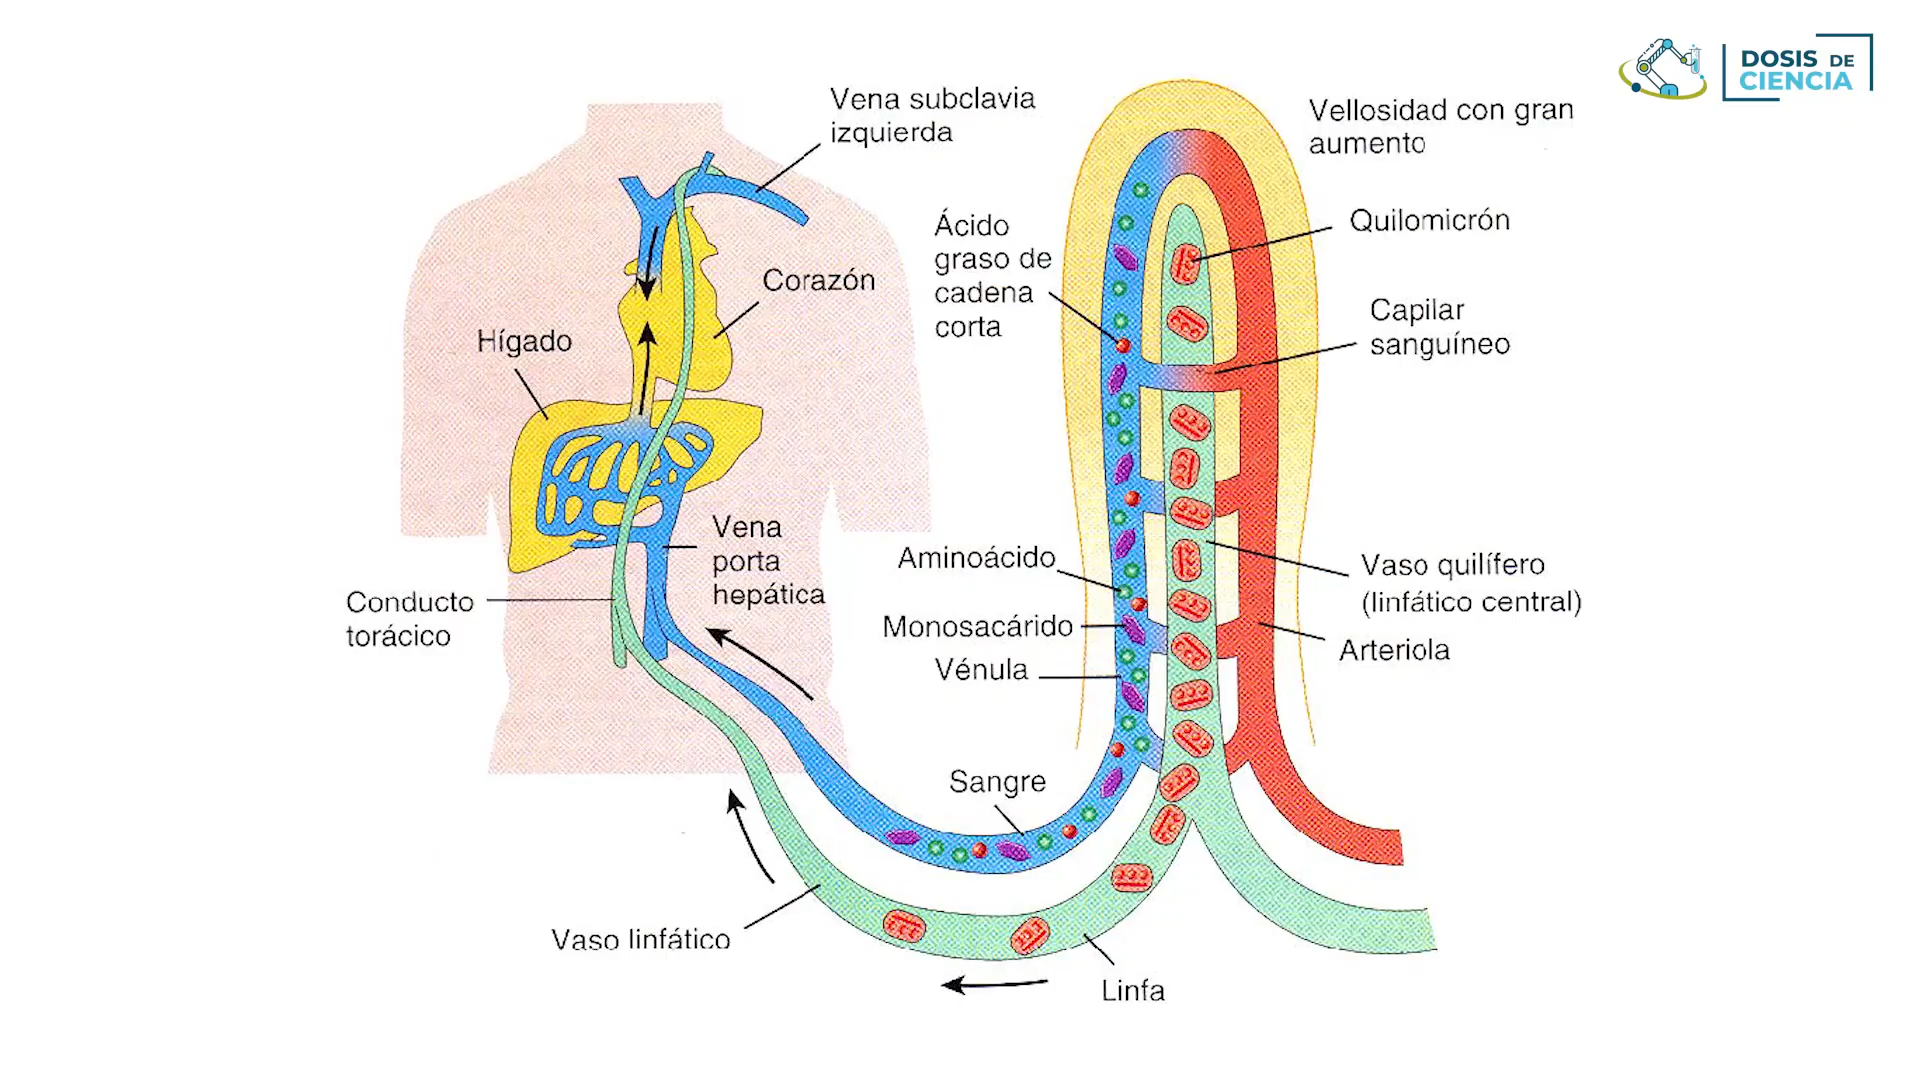 DOSIS DE
CIENCIA
Vena subclavia
izquierda
Vellosidad con gran
aumento
Ácido
graso de
cadena
corta
Quilomicrón
Corazón
Capilar
sanguíneo
Hígado
Vena
porta
hepática
Aminoácido
Vaso quilífero
(linfático central)
Conducto
torácico
Monosacárido
Arteriola
Vénula
Sangre
Vaso linfático
Linfa